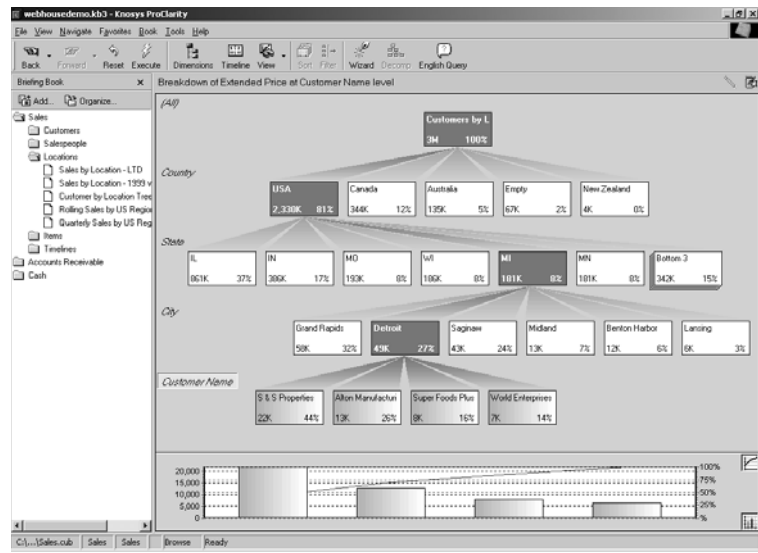 webhousedemo.kb3 - Knosys ProClarity
File View Navigate Favorites Book Tools Help
Back Forward Reset Execute Dimensions Timeline View Sort Filter Wizard Decomp English Query
Briefing Book x Breakdown of Extended Price at Customer Name level
Add... Organize...
Sales
Customers
Salespeople
Locations
Sales by Location - LTD
Sales by Location - 1999 v
Customer by Location Tree
Rolling Sales by US Region
Quarterly Sales by US Reg
Items
Timelines
Accounts Receivable
Cash
(All)
Customers by L
3M 100%
Country
USA Canada Australia Empty New Zealand
2,330K 81% 344K 12% 135K 5% 67K 2% 4K 0%
State
IL IN MO WI MI MN Bottom 3
861K 37% 386K 17% 193K 8% 186K 8% 181K 8% 181K 8% 342K 15%
City
Grand Rapids Detroit Saginaw Midland Benton Harbor Lansing
58K 32% 49K 27% 43K 24% 13K 7% 12K 6% 6K 3%
Customer Name
S & S Properties Alton Manufacturi Super Foods Plus World Enterprises
22K 44% 13K 26% 8K 16% 7K 14%
20,000 100%
15,000 75%
10,000 50%
5,000 25%
0 %
C:\...\Sales.cub Sales Sales Browse Ready